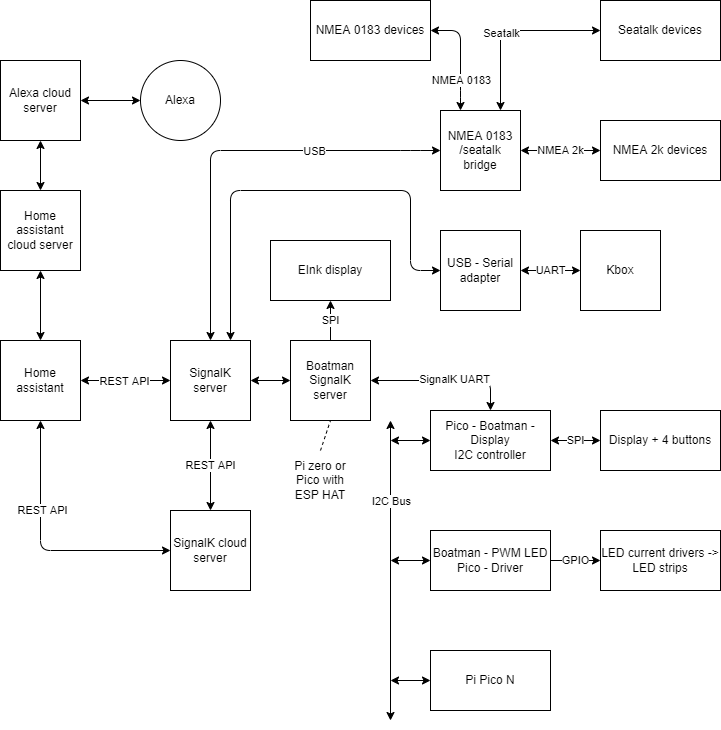 NMEA 0183 devices
Seatalk
Seatalk devices
Alexa cloud
server
Alexa
NMEA 0183
NMEA 0183
/seatalk
bridge
USB
NMEA 2k
NMEA 2k devices
Home
assistant
cloud server
EInk display
USB - Serial
adapter
UART
Kbox
SPI
Home
assistant
REST API
SignalK
server
Boatman
SignalK
server
SignalK UART
Pico - Boatman -
Display
I2C controller
SPI
Display + 4 buttons
REST API
Pi zero or
Pico with
ESP HAT
I2C Bus
REST API
SignalK cloud
server
Boatman - PWM LED
Pico - Driver
GPIO
LED current drivers ->
LED strips
Pi Pico N